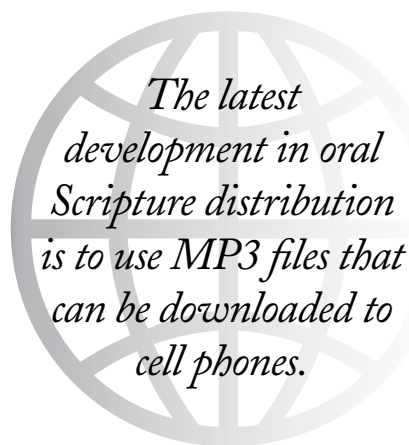 The latest
development in oral
Scripture distribution
is to use MP3 files that
can be downloaded to
cell phones.